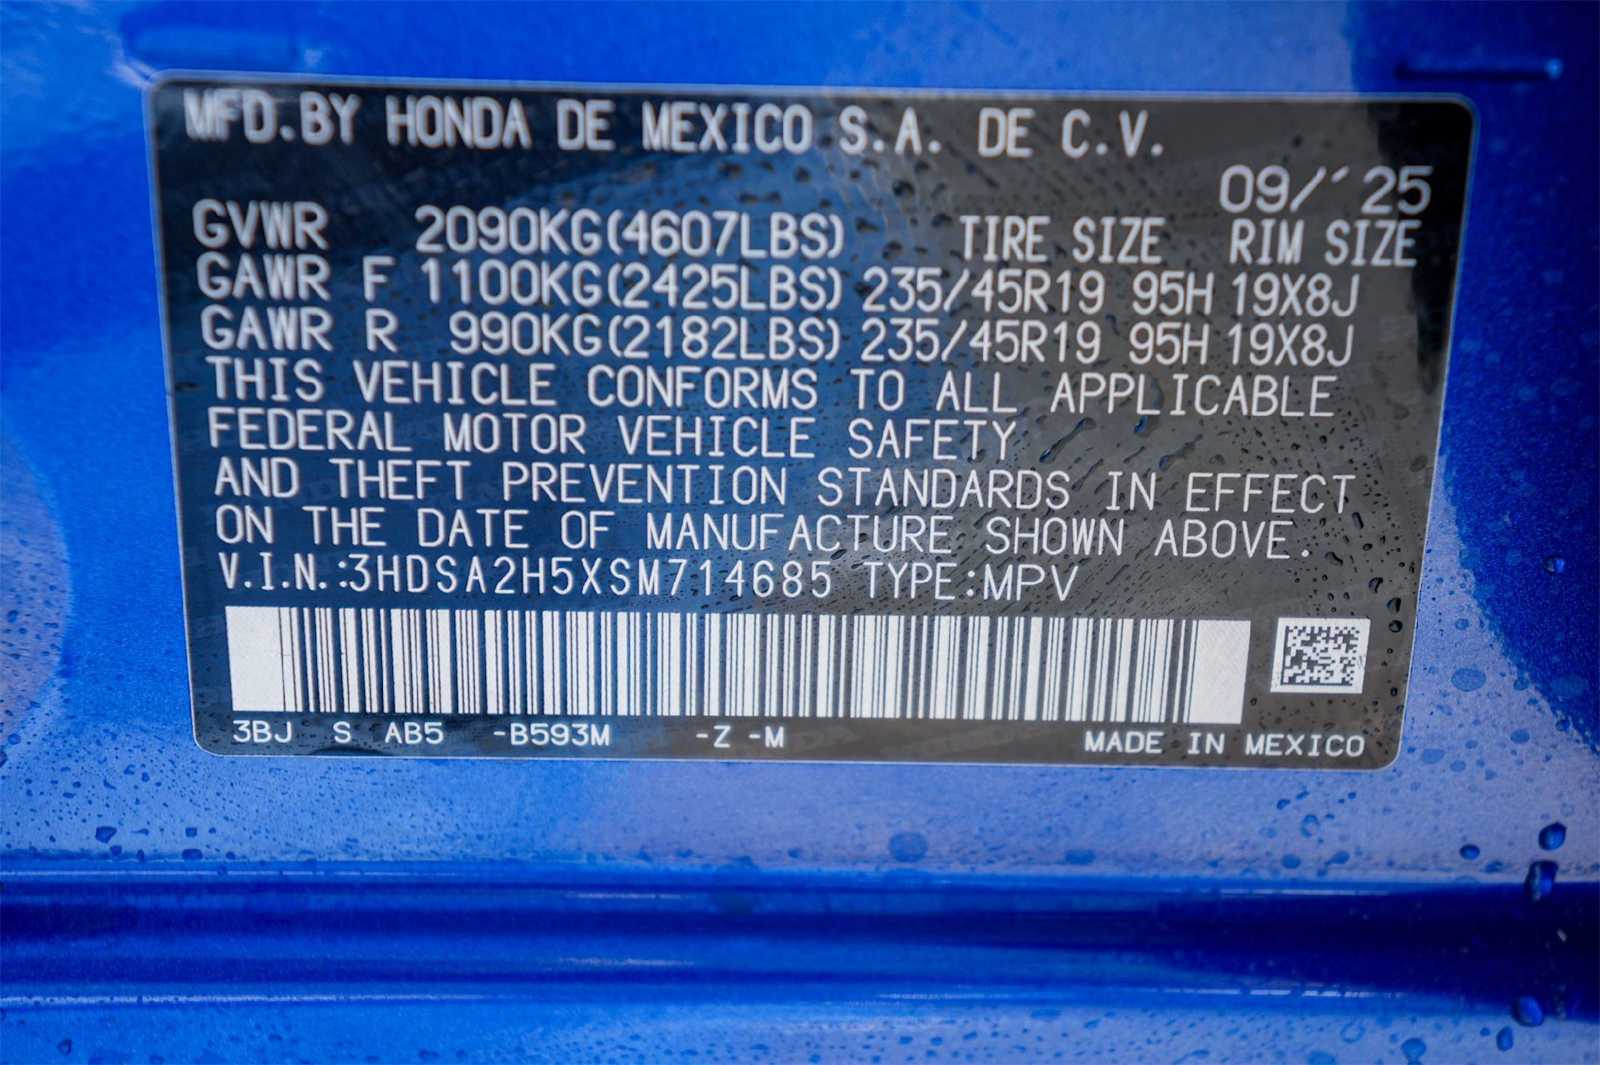 MFD.BY HONDA DE MEXICO S.A. DE C.V.
09/'25
GVWR 2090KG(4607LBS) TIRE SIZE RIM SIZE
GAWR F 1100KG(2425LBS) 235/45R19 95H 19X8J
GAWR R 990KG(2182LBS) 235/45R19 95H 19X8J
THIS VEHICLE CONFORMS TO ALL APPLICABLE
FEDERAL MOTOR VEHICLE SAFETY
AND THEFT PREVENTION STANDARDS IN EFFECT
ON THE DATE OF MANUFACTURE SHOWN ABOVE.
V.I.N.:3HDSA2H5XSM714685 TYPE:MPV
3BJ S AB5 -B593M -Z -M MADE IN MEXICO